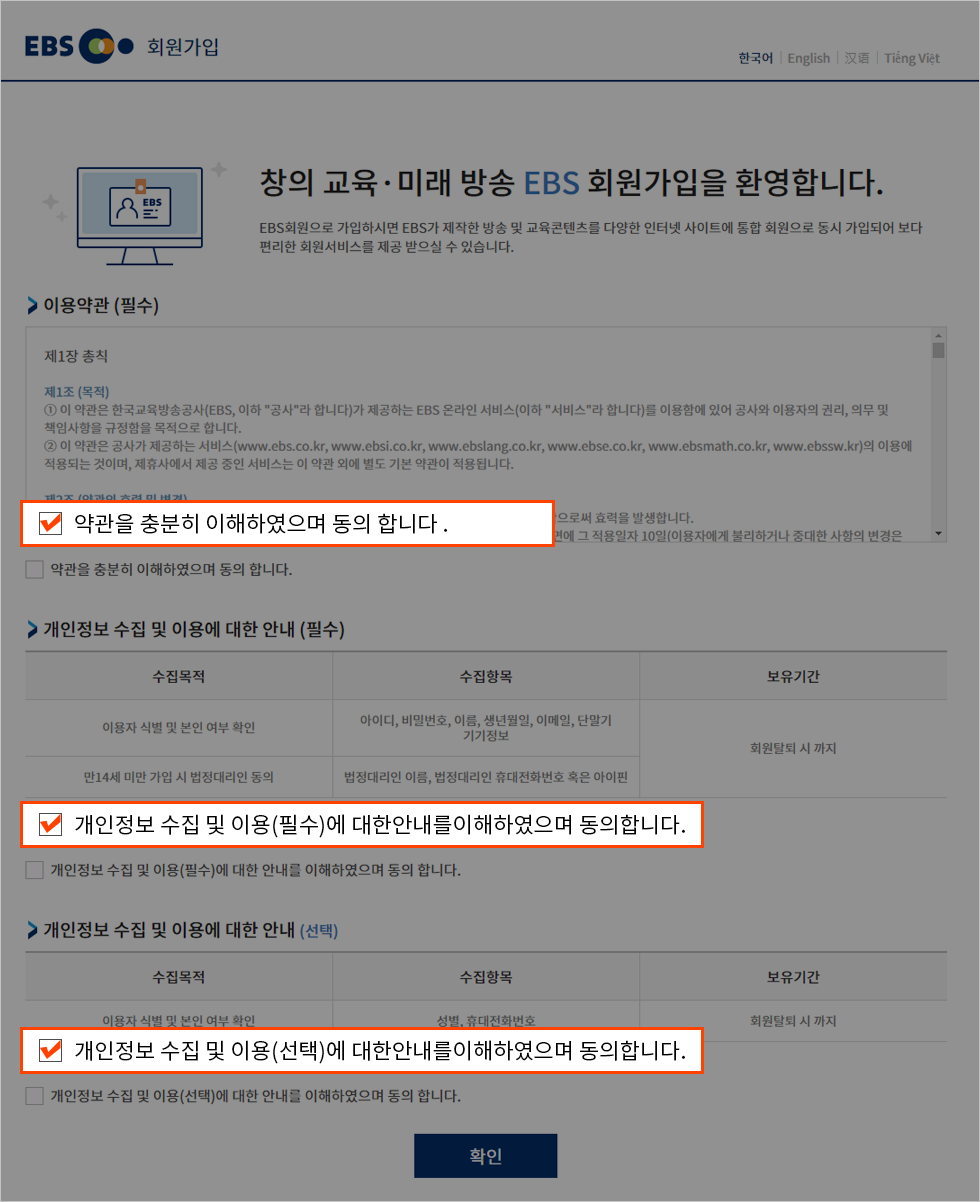 EBS 회원가입
한국어 English 汉语 Tiếng Việt
창의 교육·미래 방송 EBS 회원가입을 환영합니다.
EBS
EBS회원으로 가입하시면 EBS가 제작한 방송 및 교육콘텐츠를 다양한 인터넷 사이트에 통합 회원으로 동시 가입되어 보다
편리한 회원서비스를 제공 받으실 수 있습니다.
이용약관 (필수)
제1장 총칙
제1조 (목적)
① 이 약관은 한국교육방송공사(EBS, 이하 "공사"라 합니다)가 제공하는 EBS 온라인 서비스(이하 "서비스"라 합니다)를 이용함에 있어 공사와 이용자의 권리, 의무 및
책임사항을 규정함을 목적으로 합니다.
② 이 약관은 공사가 제공하는 서비스(www.ebs.co.kr, www.ebsi.co.kr, www.ebslang.co.kr, www.ebse.co.kr, www.ebsmath.co.kr, www.ebssw.kr)의 이용에
적용되는 것이며, 제휴사에서 제공 중인 서비스는 이 약관 외에 별도 기본 약관이 적용됩니다.
제2조 (약관의 효력 및 변경)
약관을 충분히 이해하였으며 동의 합니다 .
으로써 효력을 발생합니다.
면에 그 적용일자 10일(이용자에게 불리하거나 중대한 사항의 변경은
약관을 충분히 이해하였으며 동의 합니다.
개인정보 수집 및 이용에 대한 안내 (필수)
수집목적 수집항목 보유기간
이용자 식별 및 본인 여부 확인 아이디, 비밀번호, 이름, 생년월일, 이메일, 단말기
기기정보
회원탈퇴 시 까지
만14세 미만 가입 시 법정대리인 동의 법정대리인 이름, 법정대리인 휴대전화번호 혹은 아이핀
개인정보 수집 및 이용(필수)에 대한안내를이해하였으며 동의합니다.
개인정보 수집 및 이용(필수)에 대한 안내를 이해하였으며 동의 합니다.
개인정보 수집 및 이용에 대한 안내 (선택)
수집목적 수집항목 보유기간
이용자 식별 및 본인 여부 확인 성별, 휴대전화번호 회원탈퇴 시 까지
개인정보 수집 및 이용(선택)에 대한안내를이해하였으며 동의합니다.
개인정보 수집 및 이용(선택)에 대한 안내를 이해하였으며 동의 합니다.
확인